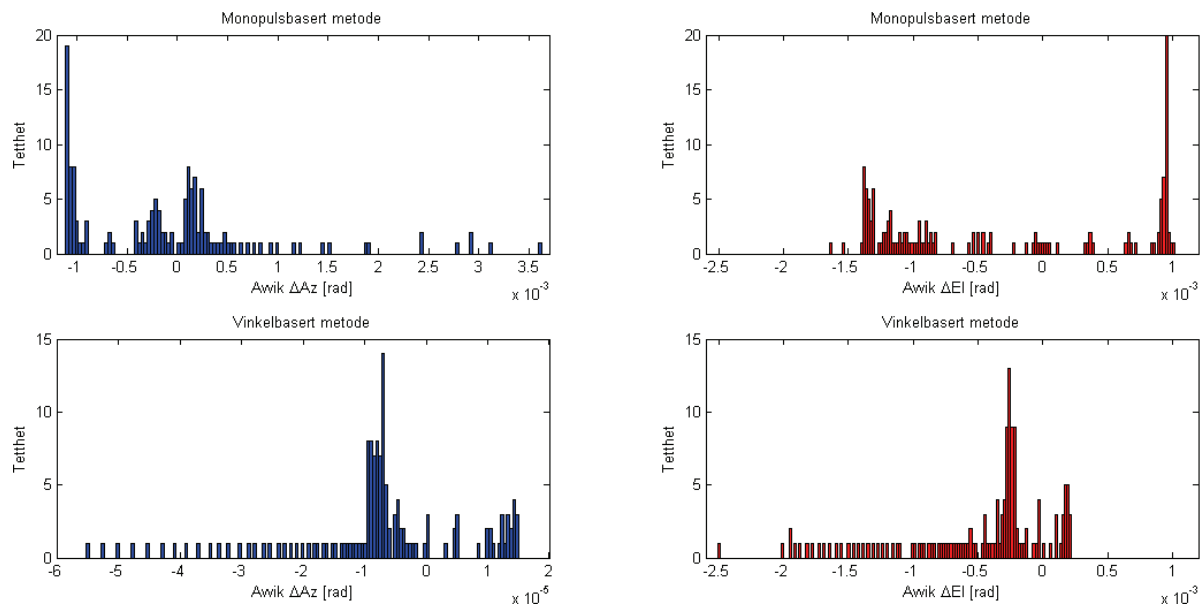 Monopulsbasert metode
20
15
10
5
0
Tetthet
-1 -0.5 0 0.5 1 1.5 2 2.5 3 3.5
Avvik ΔAz [rad]
x 10-3
Monopulsbasert metode
20
15
10
5
0
Tetthet
-2.5 -2 -1.5 -1 -0.5 0 0.5 1
Avvik ΔEl [rad]
x 10-3
Vinkelbasert metode
15
10
5
0
Tetthet
-6 -5 -4 -3 -2 -1 0 1 2
Avvik ΔAz [rad]
x 10-5
Vinkelbasert metode
15
10
5
0
Tetthet
-2.5 -2 -1.5 -1 -0.5 0 0.5 1
Avvik ΔEl [rad]
x 10-3